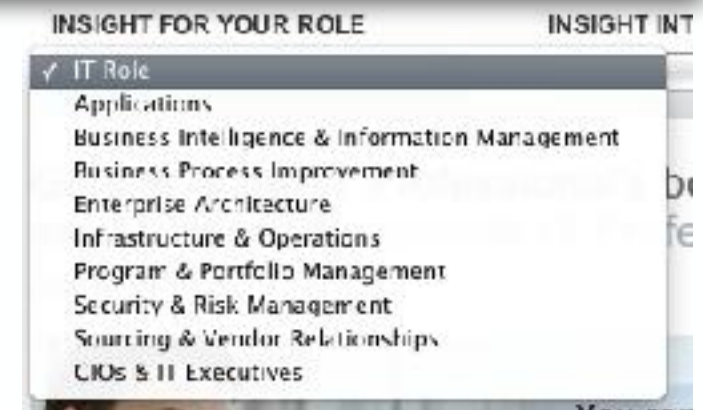 INSIGHT FOR YOUR ROLE
INSIGHT INT
✓ IT Role
Applications
Business Intelligence & Information Management
Business Process Improvement
Enterprise Architecture
Infrastructure & Operations
Program & Portfolio Management
Security & Risk Management
Sourcing & Vendor Relationships
CIOs & IT Executives